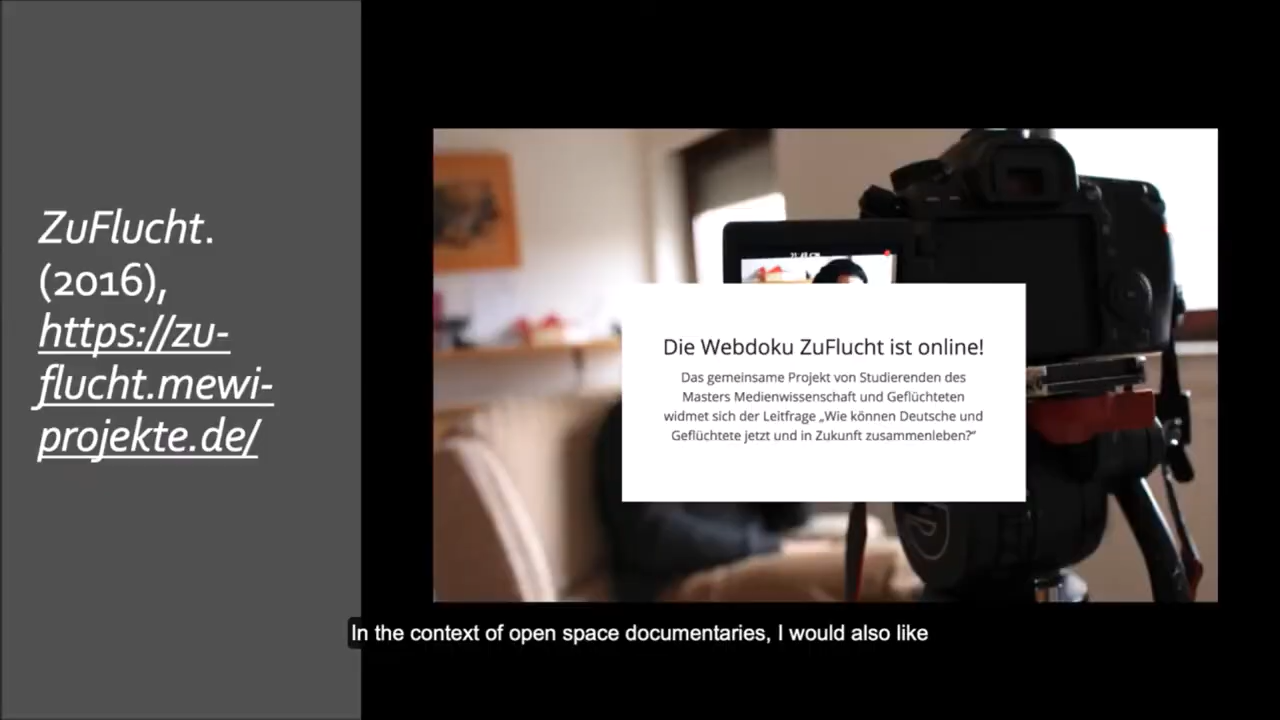 ZuFlucht.
(2016),
https://zu-
flucht.mewi-
projekte.de/
Die Webdoku ZuFlucht ist online!
Das gemeinsame Projekt von Studierenden des
Masters Medienwissenschaft und Geflüchteten
widmet sich der Leitfrage „Wie können Deutsche und
Geflüchtete jetzt und in Zukunft zusammenleben?“
In the context of open space documentaries, I would also like